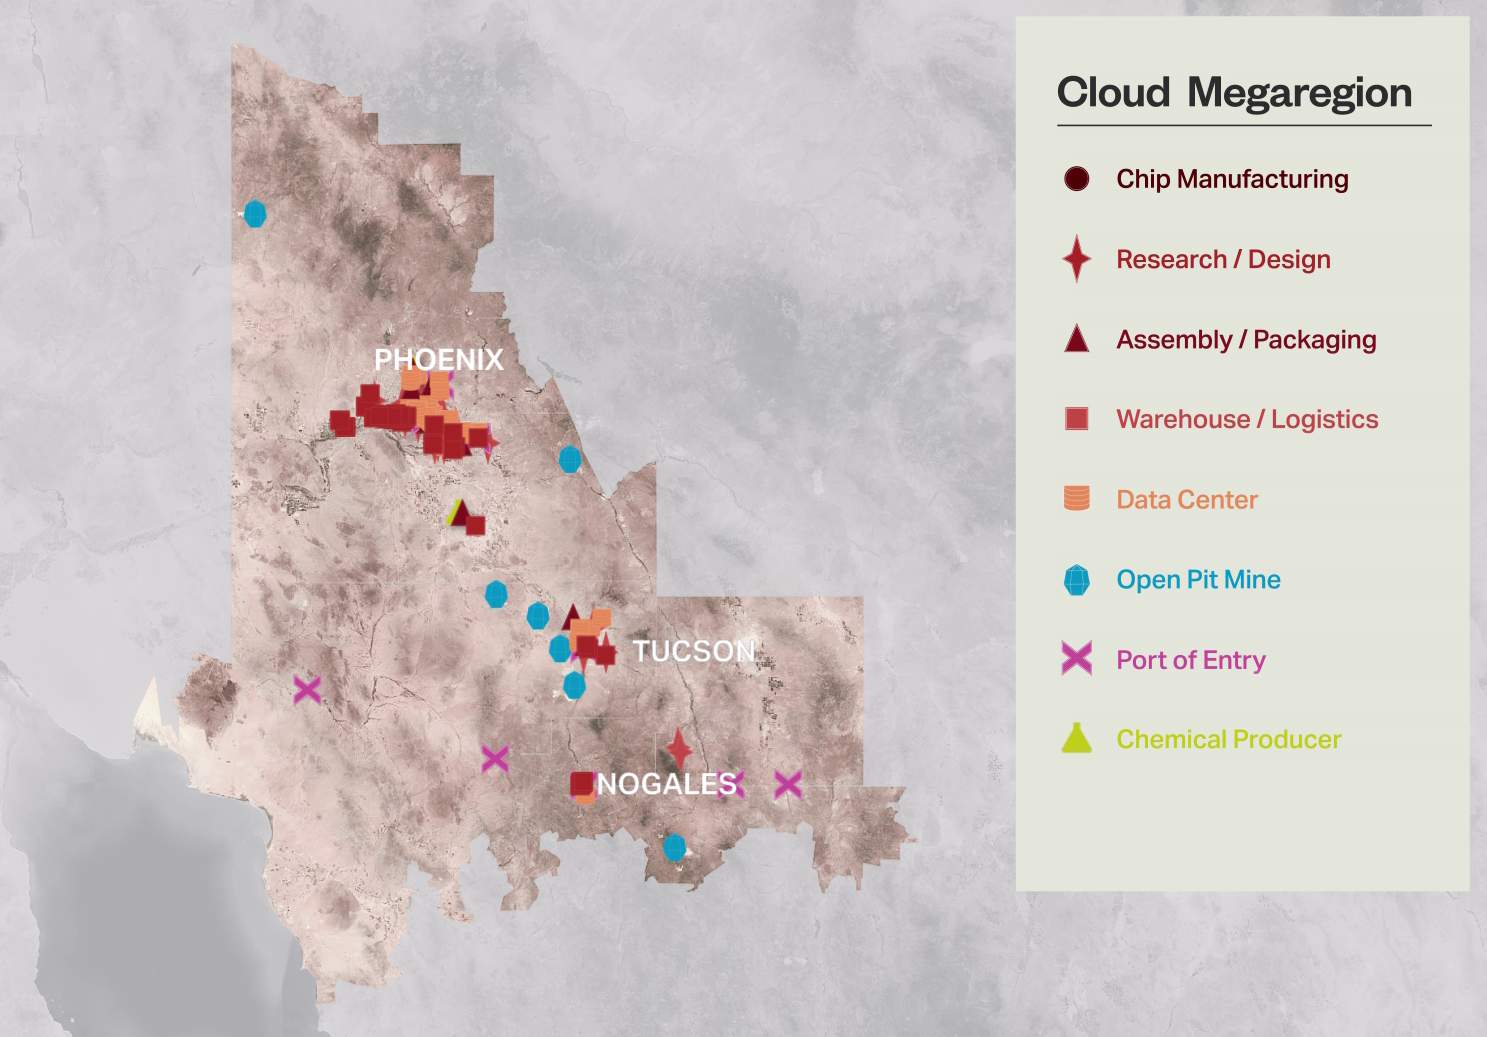 Cloud Megaregion
Chip Manufacturing
Research / Design
Assembly / Packaging
Warehouse / Logistics
Data Center
Open Pit Mine
Port of Entry
Chemical Producer
PHOENIX
TUCSON
NOGALES